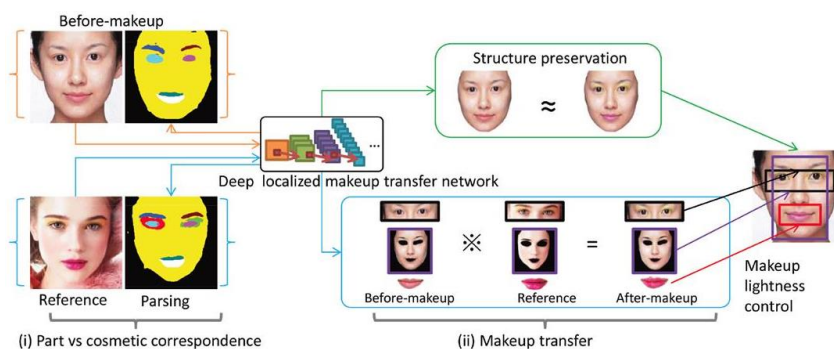 Before-makeup
Structure preservation
≈
...
Deep localized makeup transfer network
※
=
Before-makeup
Reference
After-makeup
Makeup
lightness
control
Reference
Parsing
(i) Part vs cosmetic correspondence
(ii) Makeup transfer